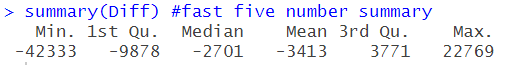 > summary(Diff) #fast five number summary
Min. 1st Qu. Median Mean 3rd Qu. Max.
-42333 -9878 -2701 -3413 3771 22769